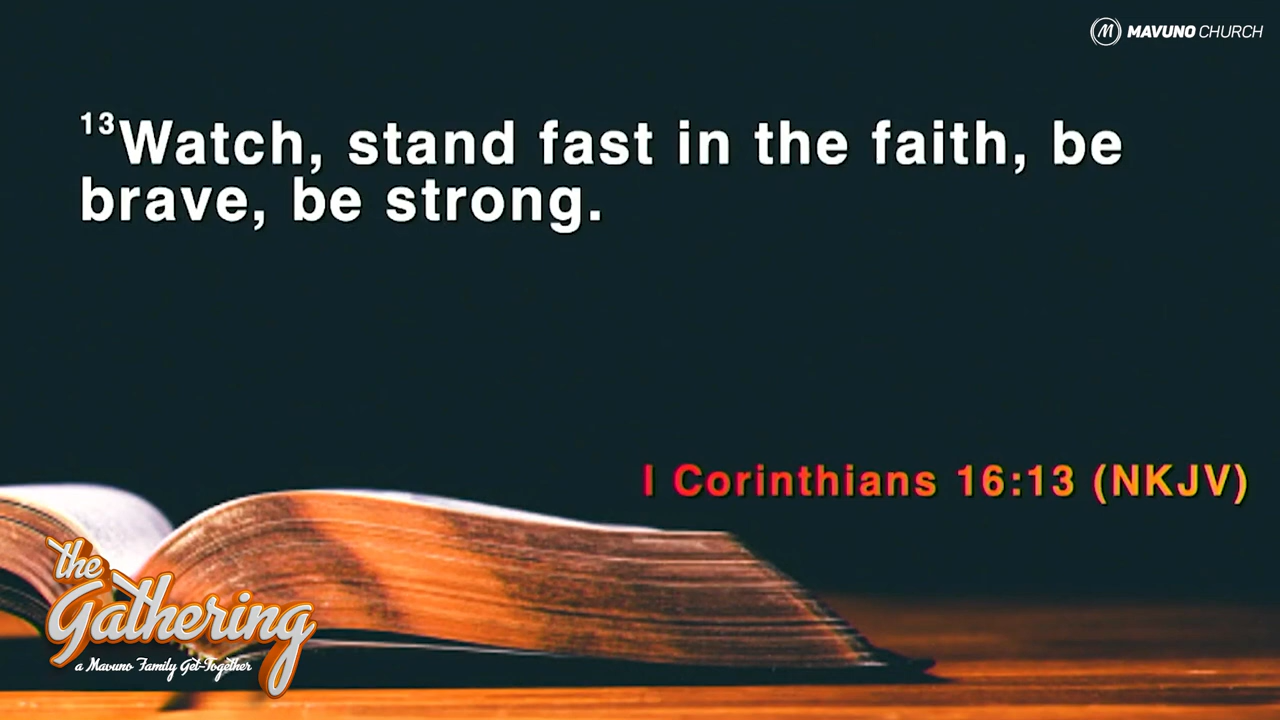 MAVUNO CHURCH
¹³Watch, stand fast in the faith, be
brave, be strong.
I Corinthians 16:13 (NKJV)
the
Gathering
a Mavuno Family Get-Together